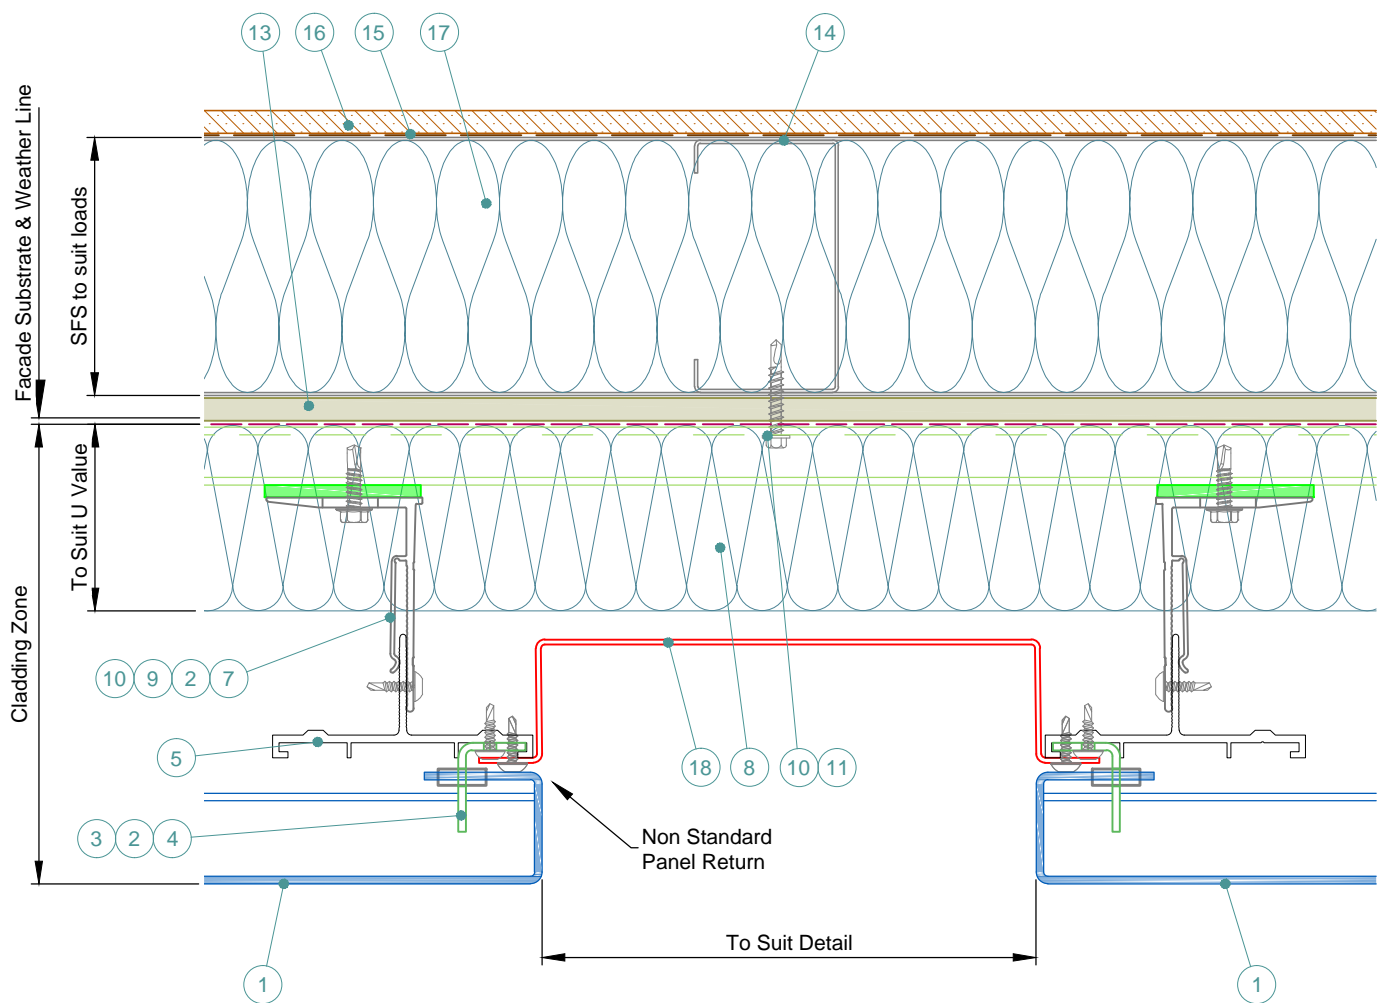 13 16 15 17 14
Facade Substrate & Weather Line
SFS to suit loads
To Suit U Value
Cladding Zone
10 9 2 7
5
18 8 10 11
3 2 4
Non Standard
Panel Return
To Suit Detail
1 1